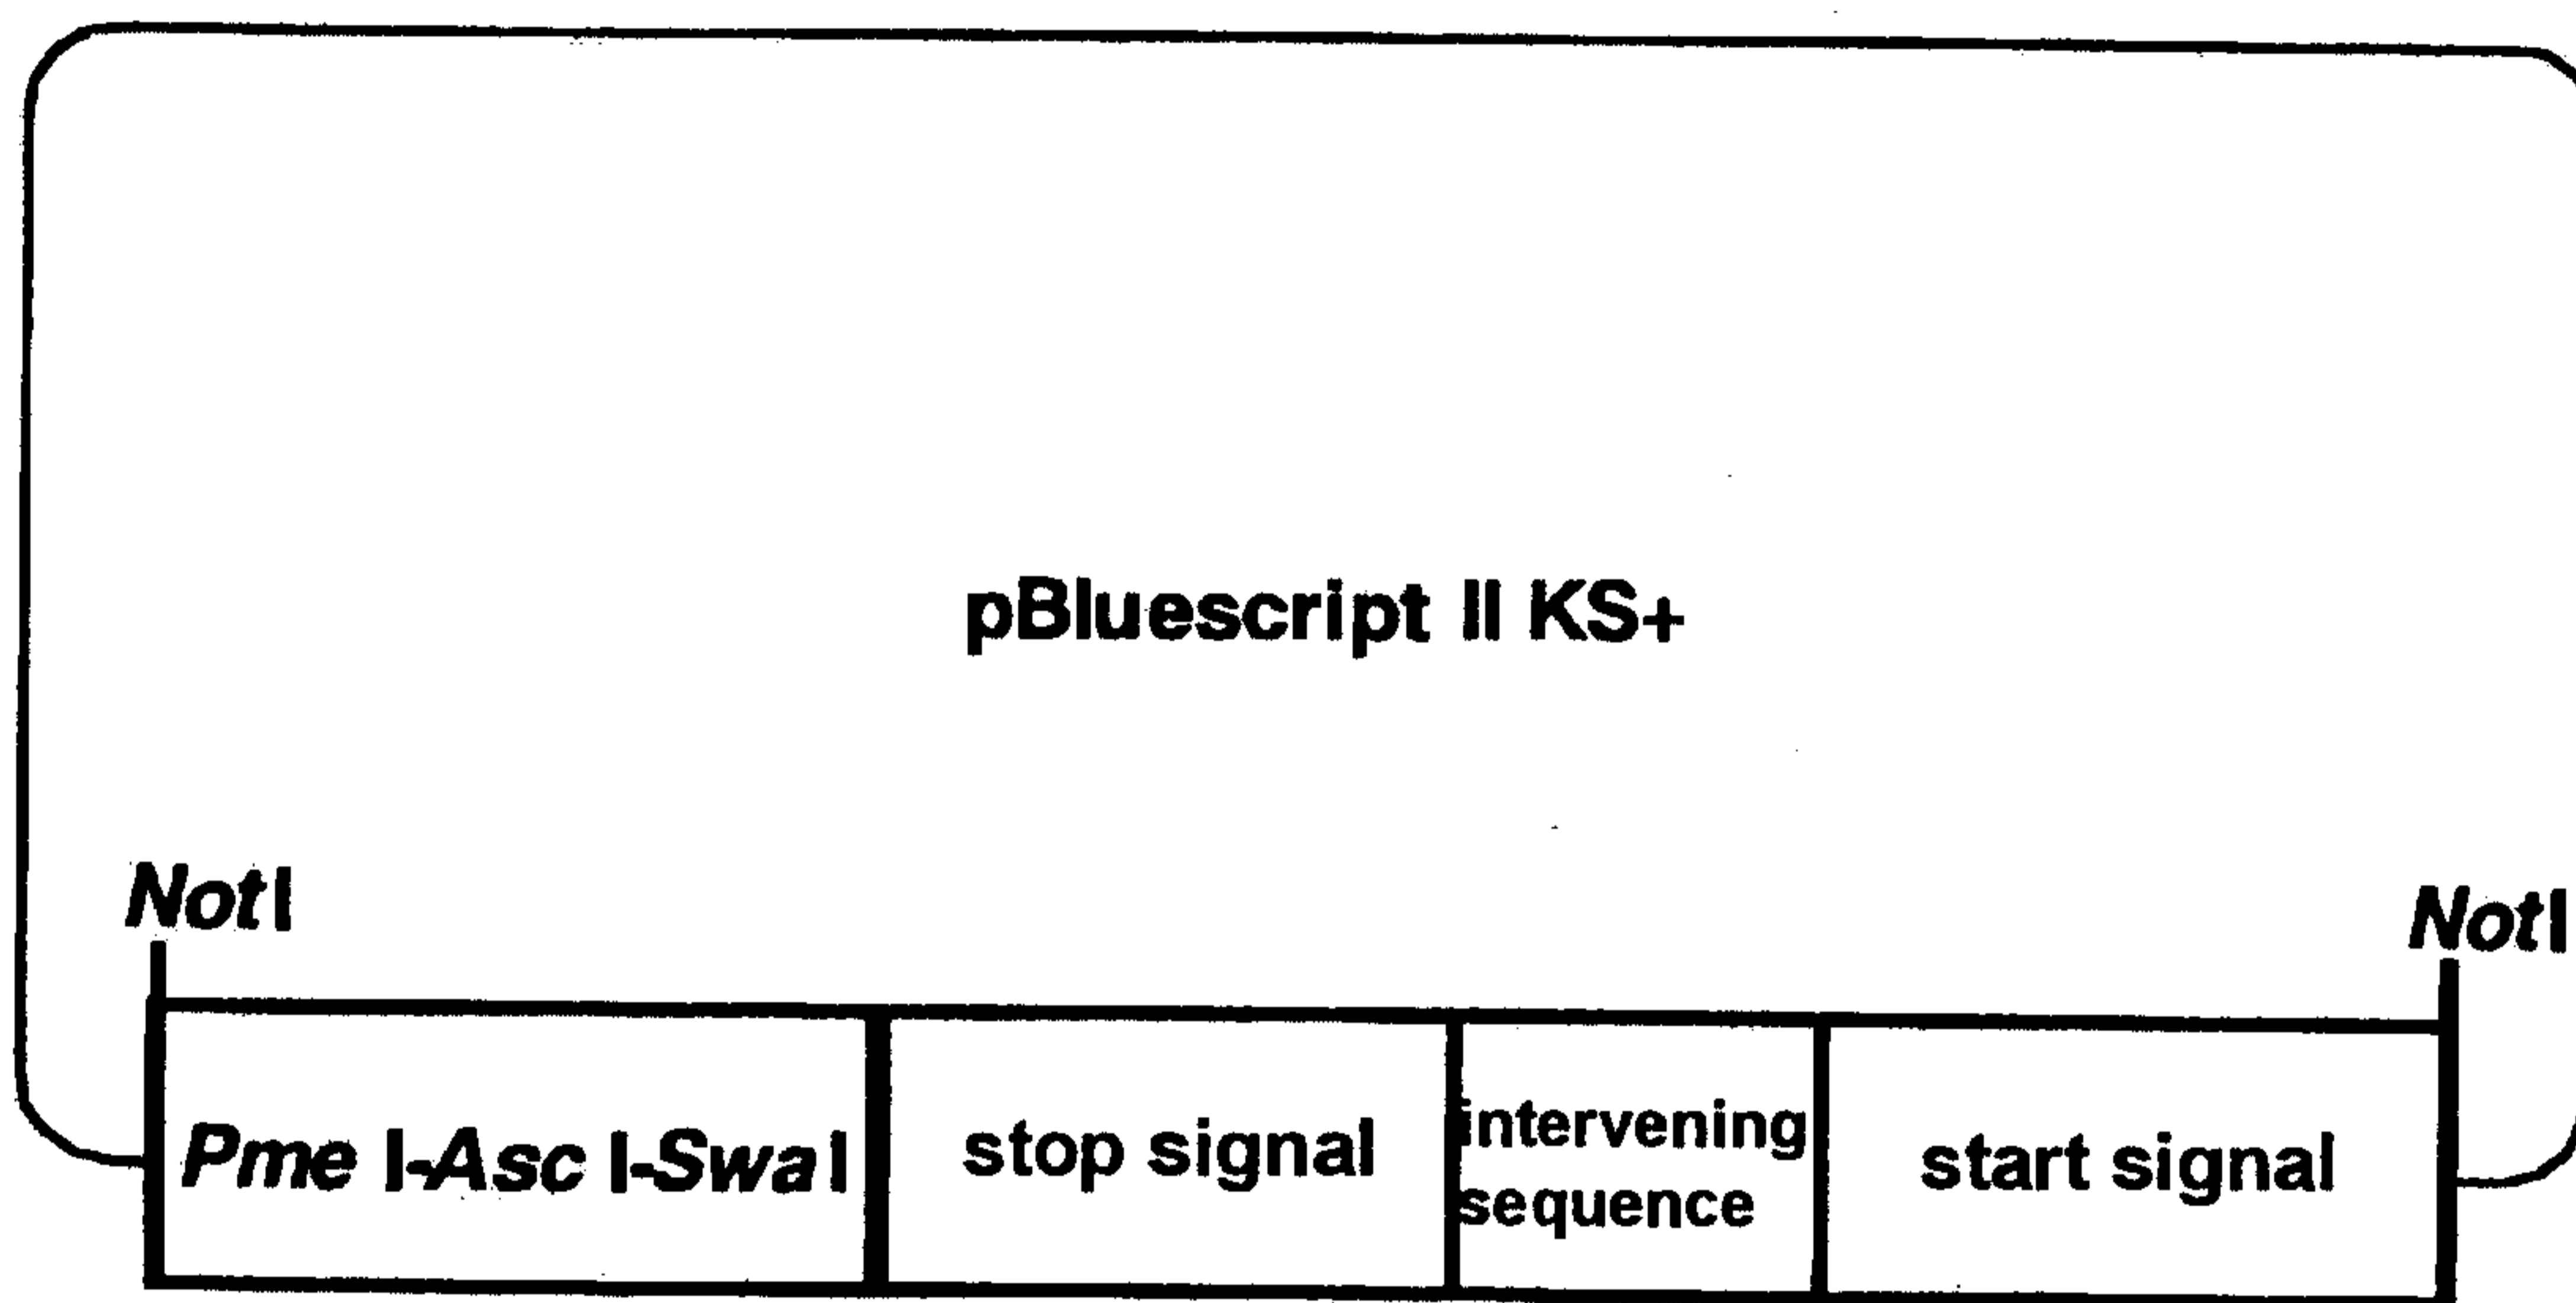 pBluescript II KS+
NotI
NotI
Pme I-Asc I-Swa I
stop signal
intervening
sequence
start signal